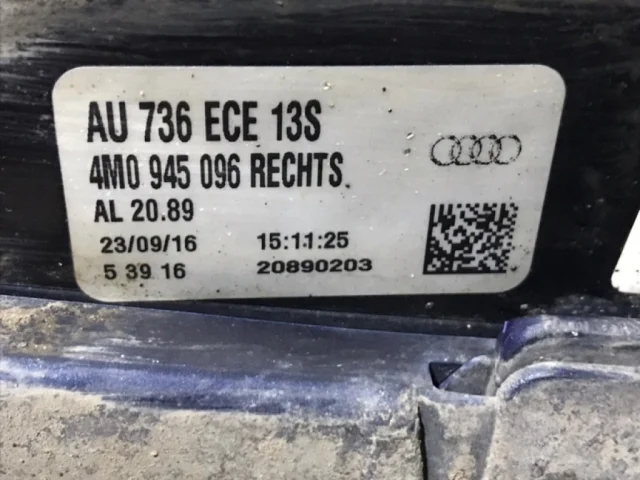 AU 736 ECE 13S
4M0 945 096 RECHTS
AL 20.89
23/09/16 15:11:25
5 39 16 20890203